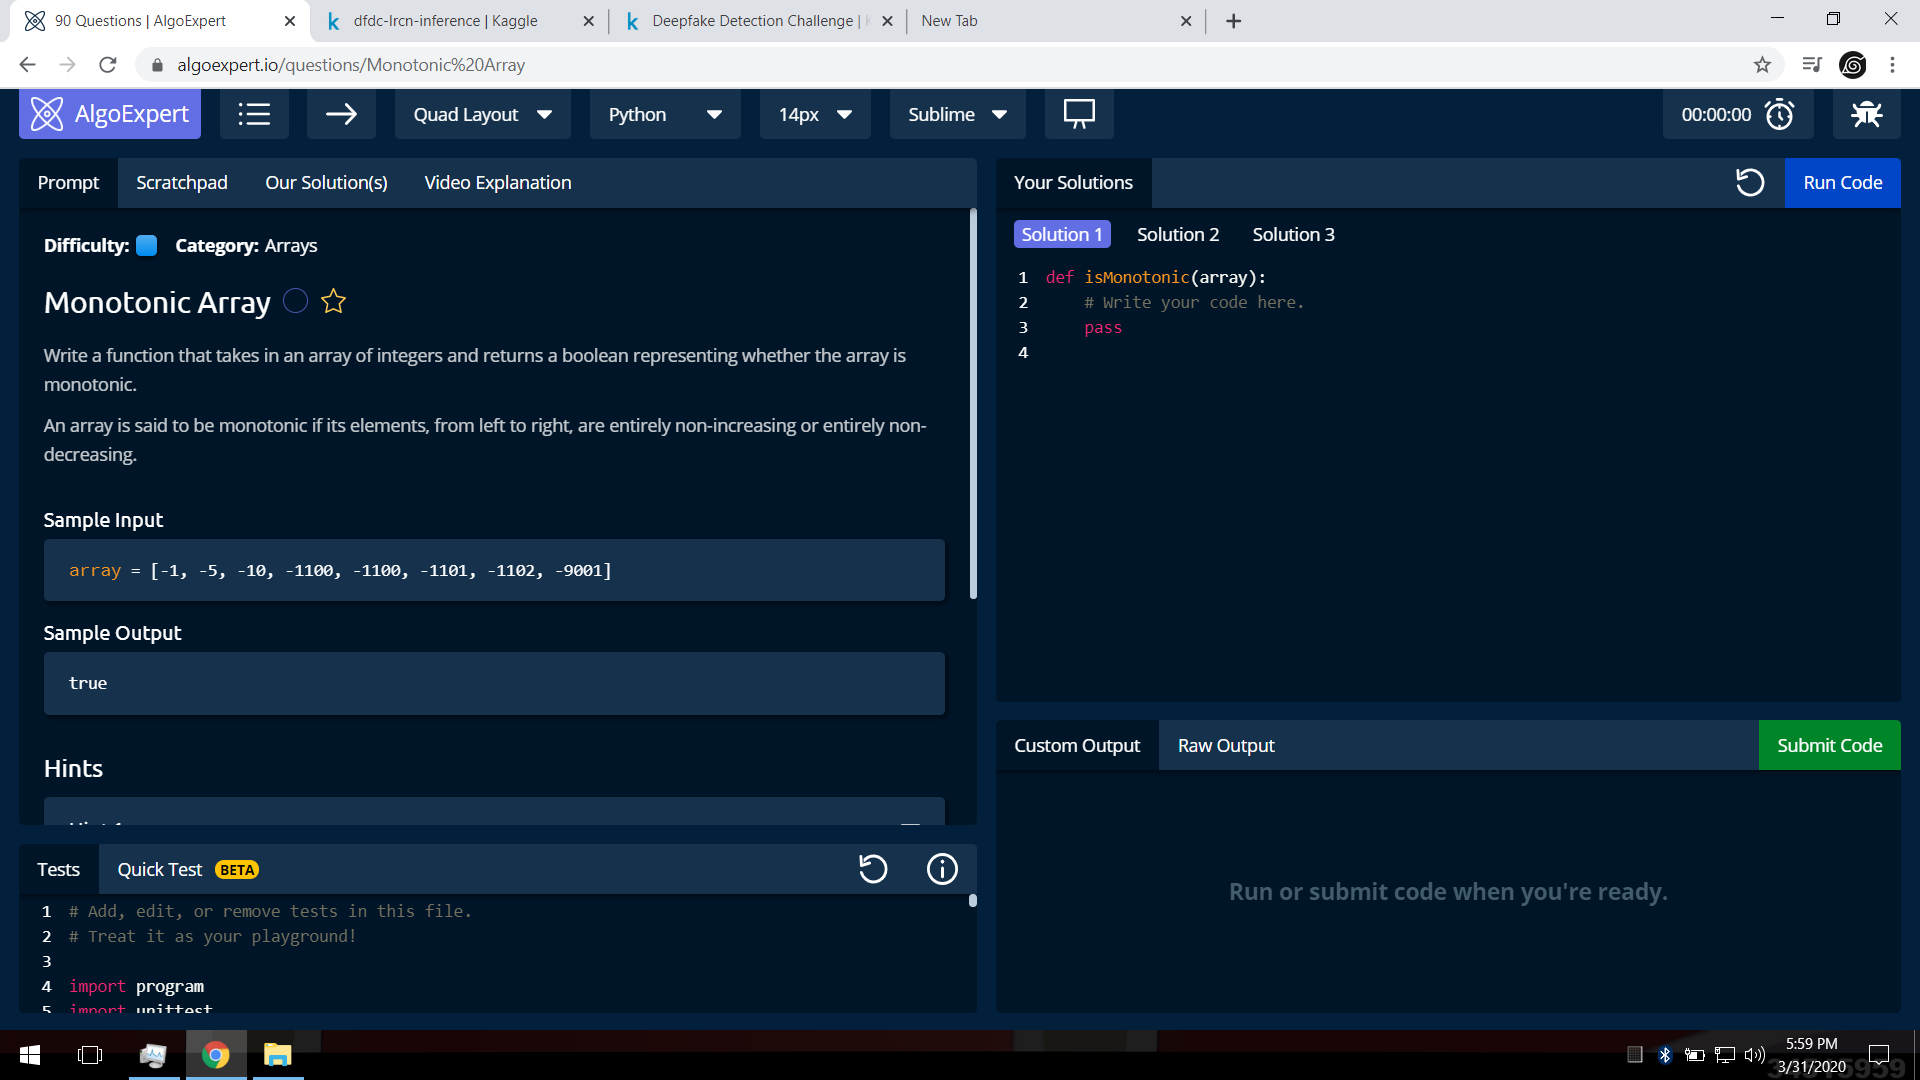 90 Questions | AlgoExpert
dfdc-lrcn-inference | Kaggle
Deepfake Detection Challenge |
New Tab
algoexpert.io/questions/Monotonic%20Array
AlgoExpert
Quad Layout
Python
14px
Sublime
00:00:00
Prompt
Scratchpad
Our Solution(s)
Video Explanation
Difficulty:
Category: Arrays
Monotonic Array
Write a function that takes in an array of integers and returns a boolean representing whether the array is
monotonic.
An array is said to be monotonic if its elements, from left to right, are entirely non-increasing or entirely non-
decreasing.
Sample Input
array = [-1, -5, -10, -1100, -1100, -1101, -1102, -9001]
Sample Output
true
Hints
Tests
Quick Test BETA
1 # Add, edit, or remove tests in this file.
2 # Treat it as your playground!
3
4 import program
5 import unittest
Your Solutions
Run Code
Solution 1
Solution 2
Solution 3
1 def isMonotonic(array):
2 # Write your code here.
3 pass
4
Custom Output
Raw Output
Submit Code
Run or submit code when you're ready.
5:59 PM
3/31/2020